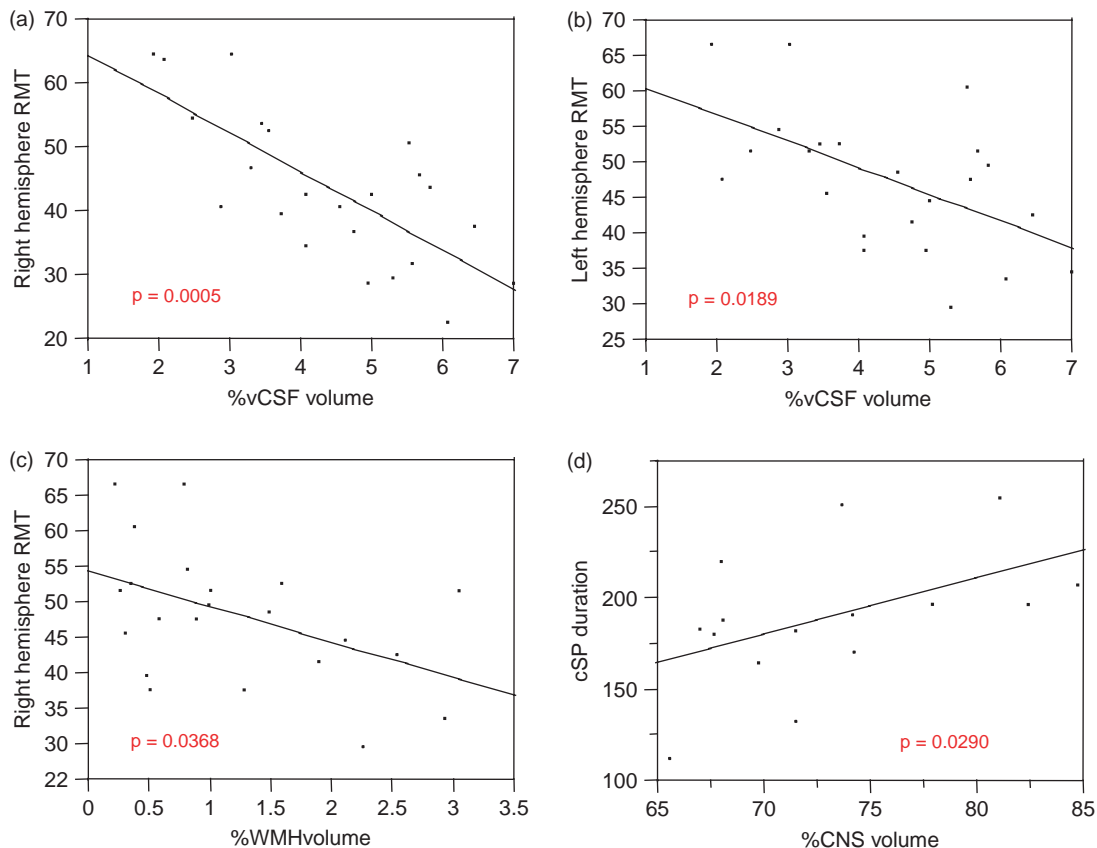 (a)
70
60
50
40
30
20
Right hemisphere RMT
p = 0.0005
1 2 3 4 5 6 7
%vCSF volume
(b)
70
65
60
55
50
45
40
35
30
25
Left hemisphere RMT
p = 0.0189
1 2 3 4 5 6 7
%vCSF volume
(c)
70
65
60
55
50
45
40
35
30
22
Right hemisphere RMT
p = 0.0368
0 0.5 1 1.5 2 2.5 3 3.5
%WMHvolume
(d)
250
200
150
100
cSP duration
p = 0.0290
65 70 75 80 85
%CNS volume